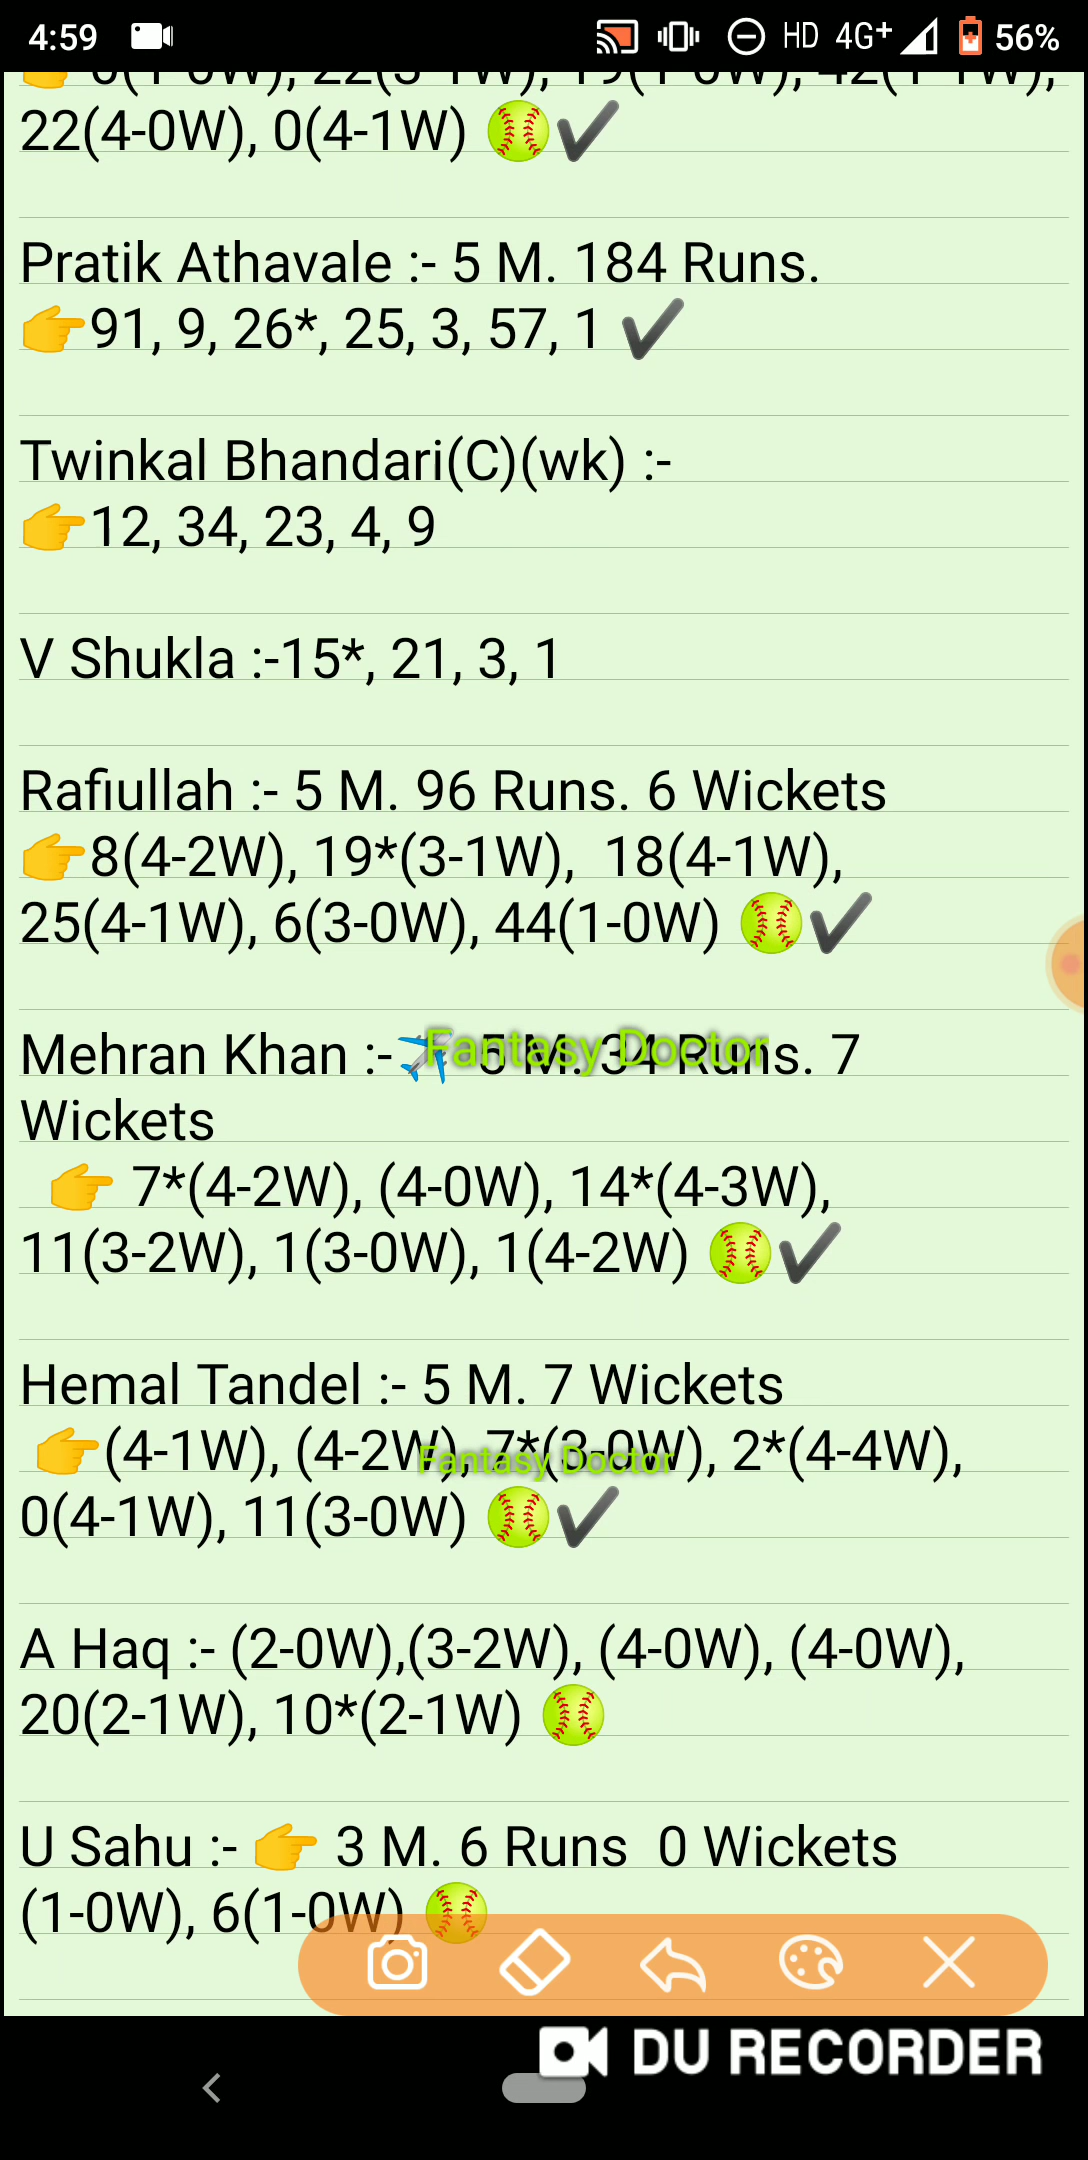 4:59 HD 4G+ 56%
22(4-0W), 0(4-1W)
Pratik Athavale :- 5 M. 184 Runs.
91, 9, 26*, 25, 3, 57, 1
Twinkal Bhandari(C)(wk) :-
12, 34, 23, 4, 9
V Shukla :-15*, 21, 3, 1
Rafiullah :- 5 M. 96 Runs. 6 Wickets
8(4-2W), 19*(3-1W), 18(4-1W),
25(4-1W), 6(3-0W), 44(1-0W)
Mehran Khan :- 5 M. 34 Runs. 7
Fantasy Doctor
Wickets
7*(4-2W), (4-0W), 14*(4-3W),
11(3-2W), 1(3-0W), 1(4-2W)
Hemal Tandel :- 5 M. 7 Wickets
(4-1W), (4-2W), 7*(3-0W), 2*(4-4W),
Fantasy Doctor
0(4-1W), 11(3-0W)
A Haq :- (2-0W),(3-2W), (4-0W), (4-0W),
20(2-1W), 10*(2-1W)
U Sahu :- 3 M. 6 Runs 0 Wickets
(1-0W), 6(1-0W)
DU RECORDER